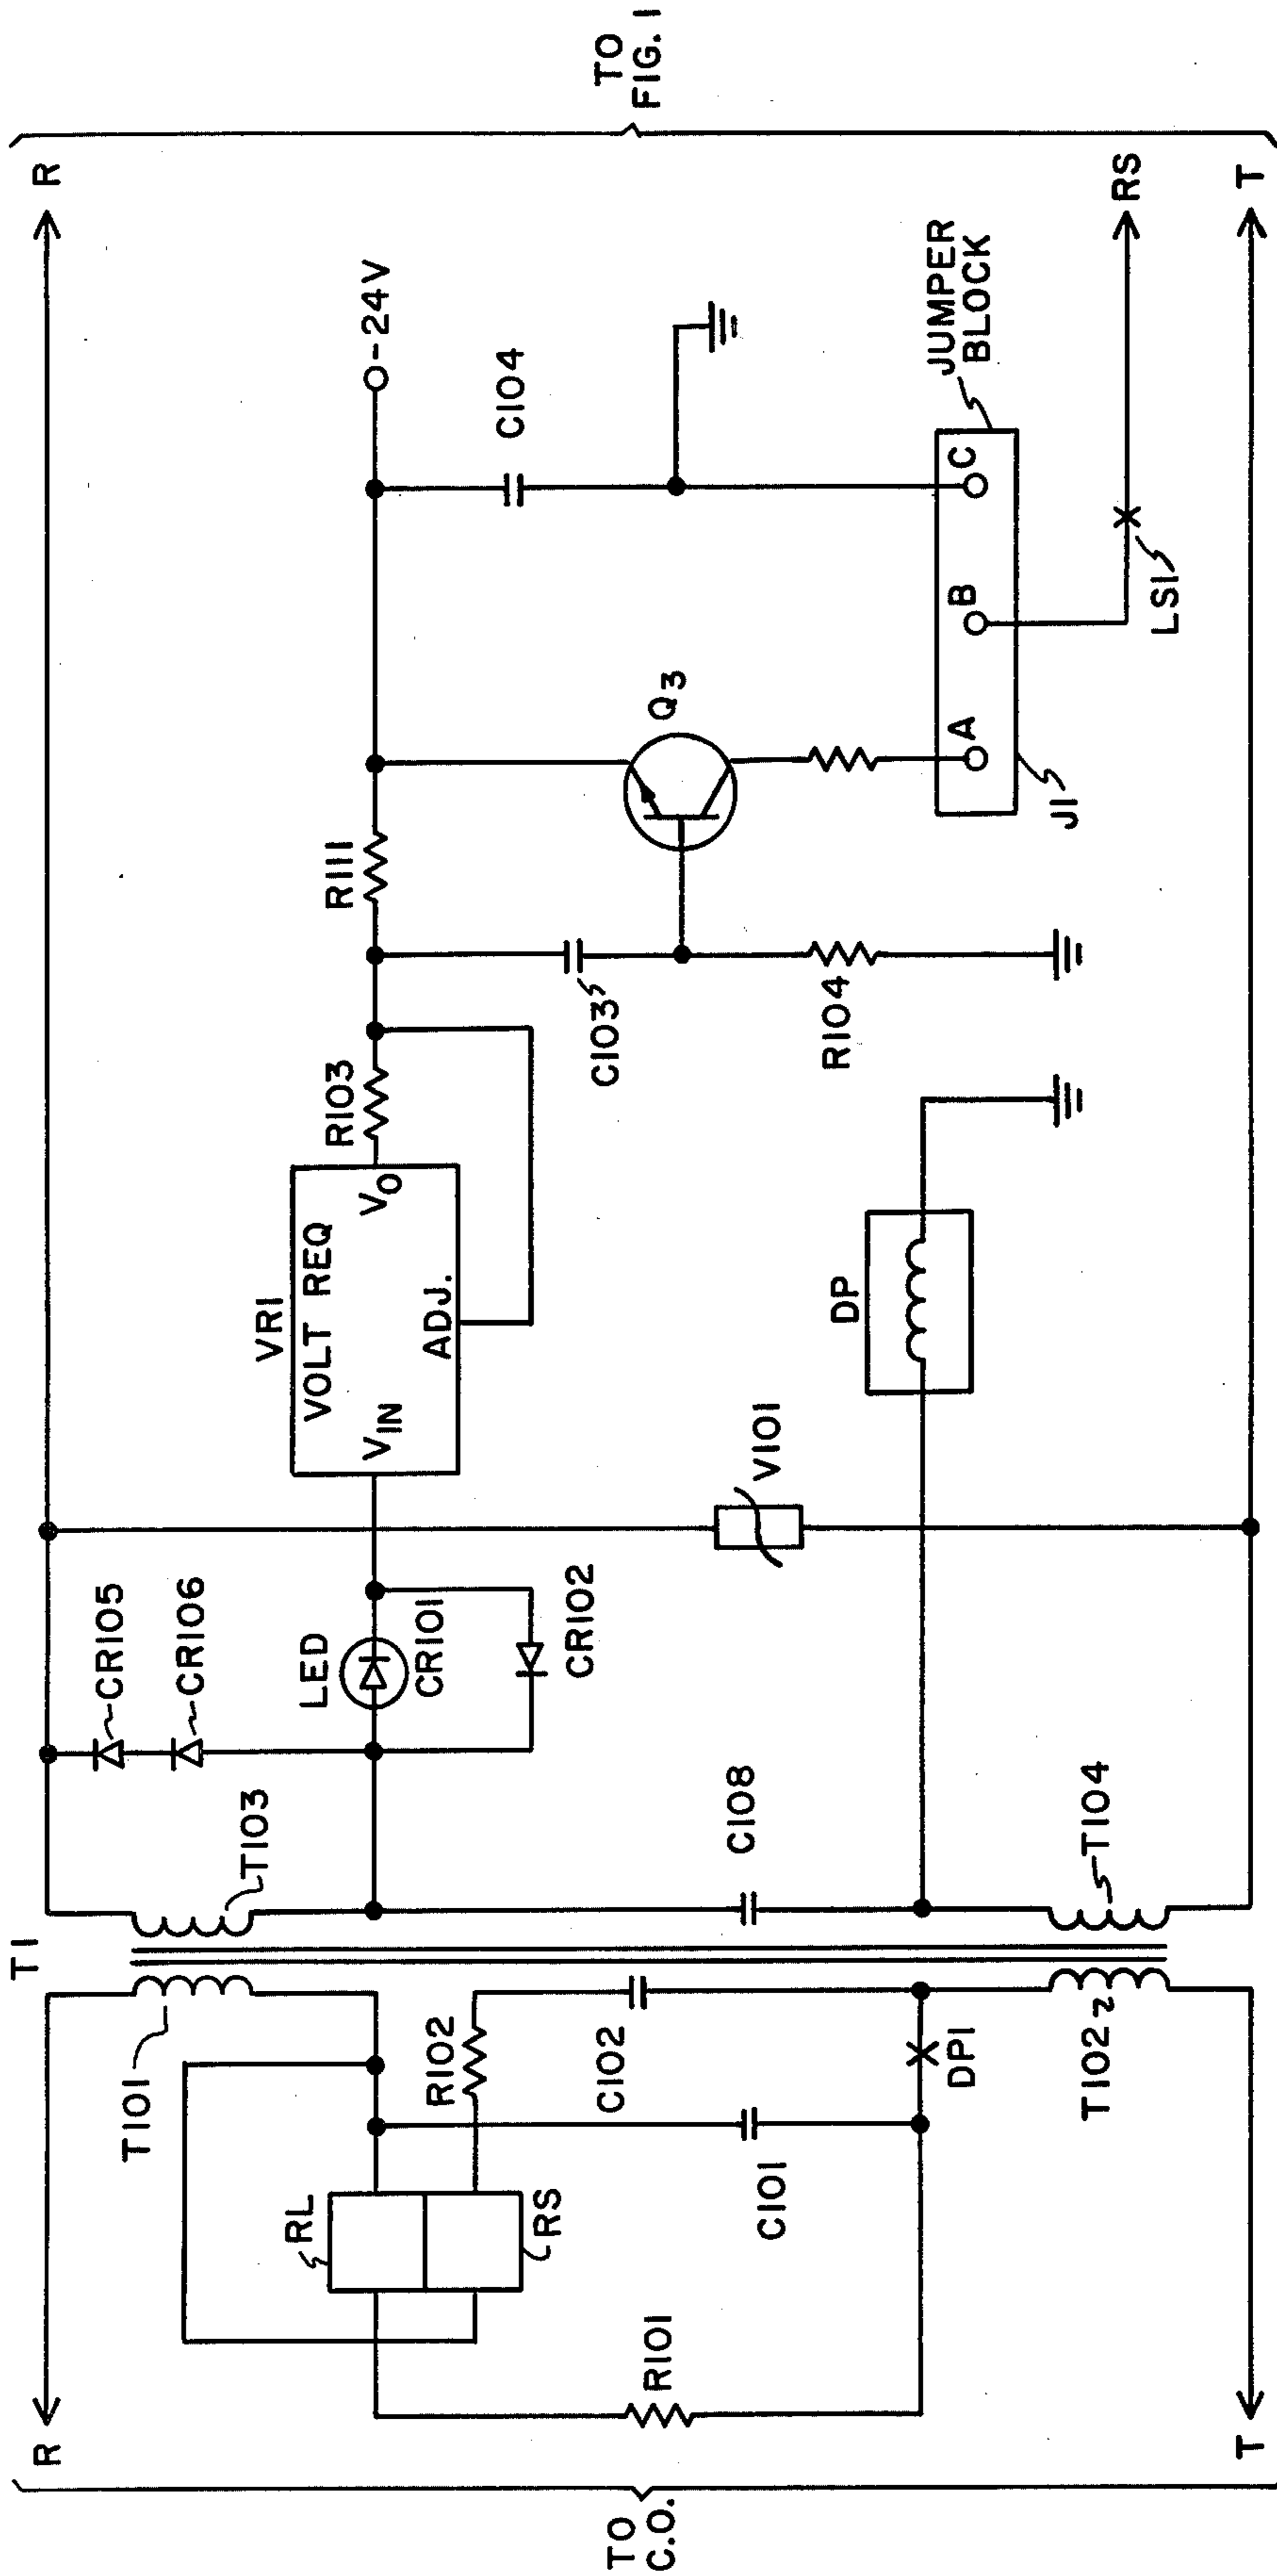 TO
C.O.
R
T
T1
T101
T103
RL
RS
R101
R102
C102
C101
DP1
T102
T104
C108
CR105
CR106
LED
CR101
CR102
V101
VR1
VOLT REQ
VIN
VO
ADJ.
R103
R111
C103
R104
DP
Q3
-24V
C104
JUMPER
BLOCK
A
B
C
J1
LS1
RS
R
T
TO
FIG. 1